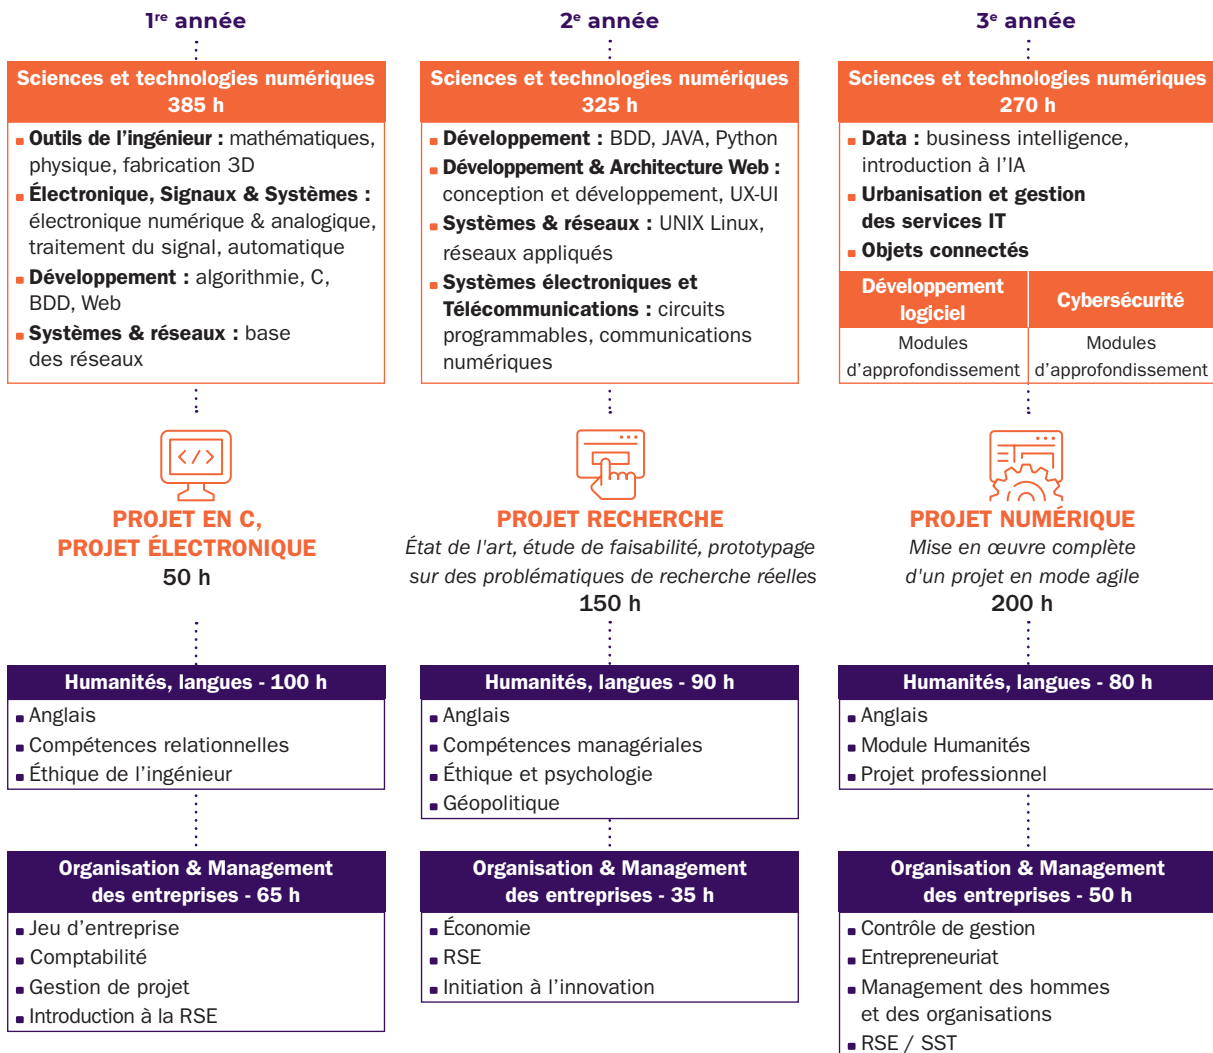 1re année
Sciences et technologies numériques
385 h
Outils de l'ingénieur : mathématiques,
physique, fabrication 3D
Électronique, Signaux & Systèmes :
électronique numérique & analogique,
traitement du signal, automatique
Développement : algorithmie, C,
BDD, Web
Systèmes & réseaux : base
des réseaux
</>
PROJET EN C,
PROJET ÉLECTRONIQUE
50 h
Humanités, langues - 100 h
Anglais
Compétences relationnelles
Éthique de l'ingénieur
Organisation & Management
des entreprises - 65 h
Jeu d'entreprise
Comptabilité
Gestion de projet
Introduction à la RSE
2e année
Sciences et technologies numériques
325 h
Développement : BDD, JAVA, Python
Développement & Architecture Web :
conception et développement, UX-UI
Systèmes & réseaux : UNIX Linux,
réseaux appliqués
Systèmes électroniques et
Télécommunications : circuits
programmables, communications
numériques
PROJET RECHERCHE
État de l'art, étude de faisabilité, prototypage
sur des problématiques de recherche réelles
150 h
Humanités, langues - 90 h
Anglais
Compétences managériales
Éthique et psychologie
Géopolitique
Organisation & Management
des entreprises - 35 h
Économie
RSE
Initiation à l'innovation
3e année
Sciences et technologies numériques
270 h
Data : business intelligence,
introduction à l'IA
Urbanisation et gestion
des services IT
Objets connectés
Développement
logiciel
Modules
d'approfondissement
Cybersécurité
Modules
d'approfondissement
PROJET NUMÉRIQUE
Mise en œuvre complète
d'un projet en mode agile
200 h
Humanités, langues - 80 h
Anglais
Module Humanités
Projet professionnel
Organisation & Management
des entreprises - 50 h
Contrôle de gestion
Entrepreneuriat
Management des hommes
et des organisations
RSE / SST